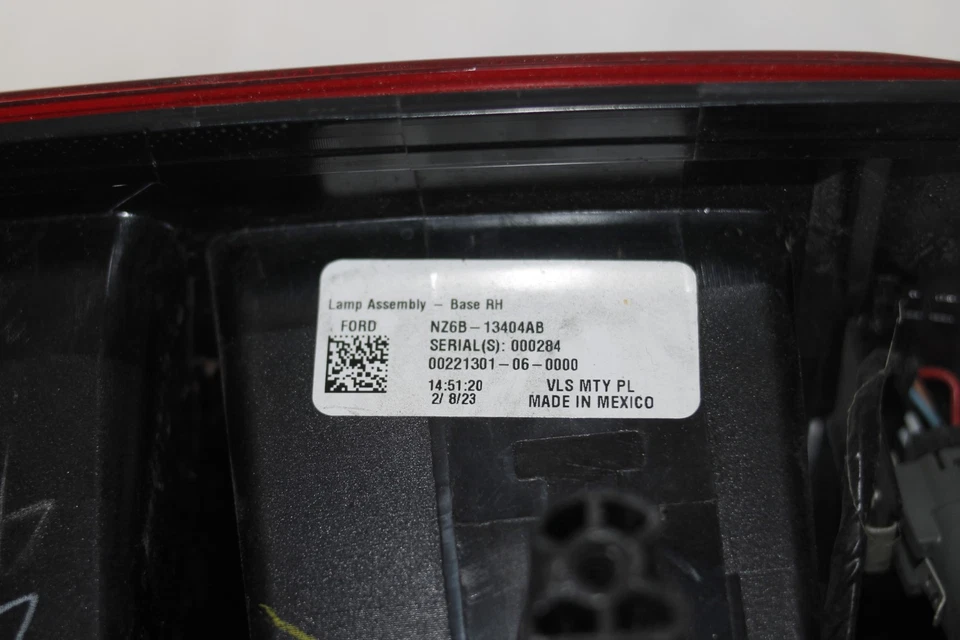 Lamp Assembly - Base RH
FORD NZ6B-13404AB
SERIAL(S): 000284
00221301-06-0000
14:51:20 VLS MTY PL
2/ 8/23 MADE IN MEXICO